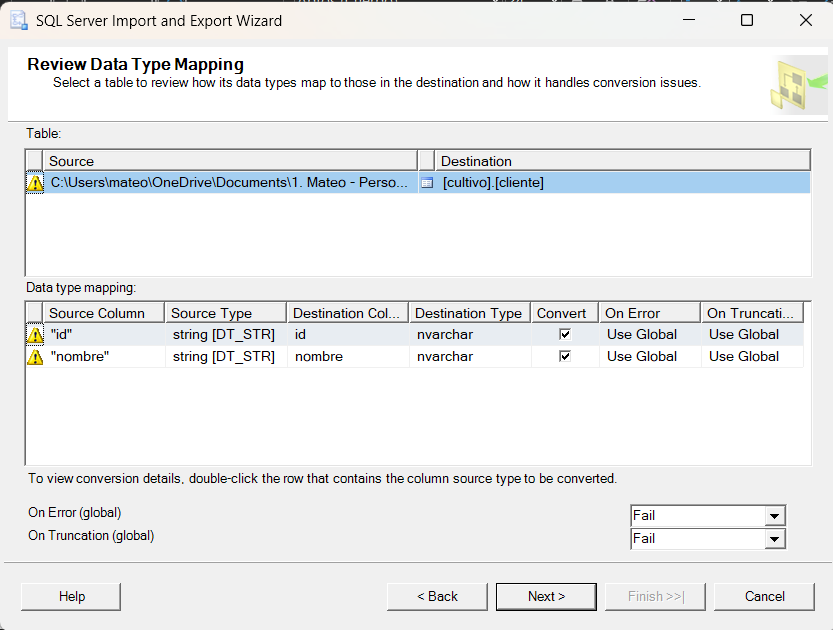 SQL Server Import and Export Wizard
Review Data Type Mapping
Select a table to review how its data types map to those in the destination and how it handles conversion issues.
Table:
Source Destination
C:\Users\mateo\OneDrive\Documents\1. Mateo - Perso... [cultivo].[cliente]
Data type mapping:
Source Column Source Type Destination Col... Destination Type Convert On Error On Truncati...
"id" string [DT_STR] id nvarchar Use Global Use Global
"nombre" string [DT_STR] nombre nvarchar Use Global Use Global
To view conversion details, double-click the row that contains the column source type to be converted.
On Error (global) Fail
On Truncation (global) Fail
Help < Back Next > Finish >>| Cancel